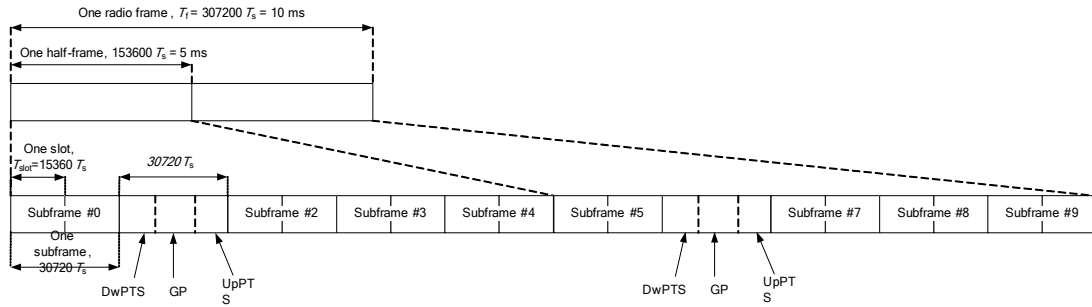 One radio frame , Tf = 307200 Ts = 10 ms
One half-frame, 153600 Ts = 5 ms
One slot,
Tslot=15360 Ts
30720 Ts
Subframe #0
Subframe #2
Subframe #3
Subframe #4
Subframe #5
Subframe #7
Subframe #8
Subframe #9
One
subframe,
30720 Ts
DwPTS
GP
UpPT
S
DwPTS
GP
UpPT
S